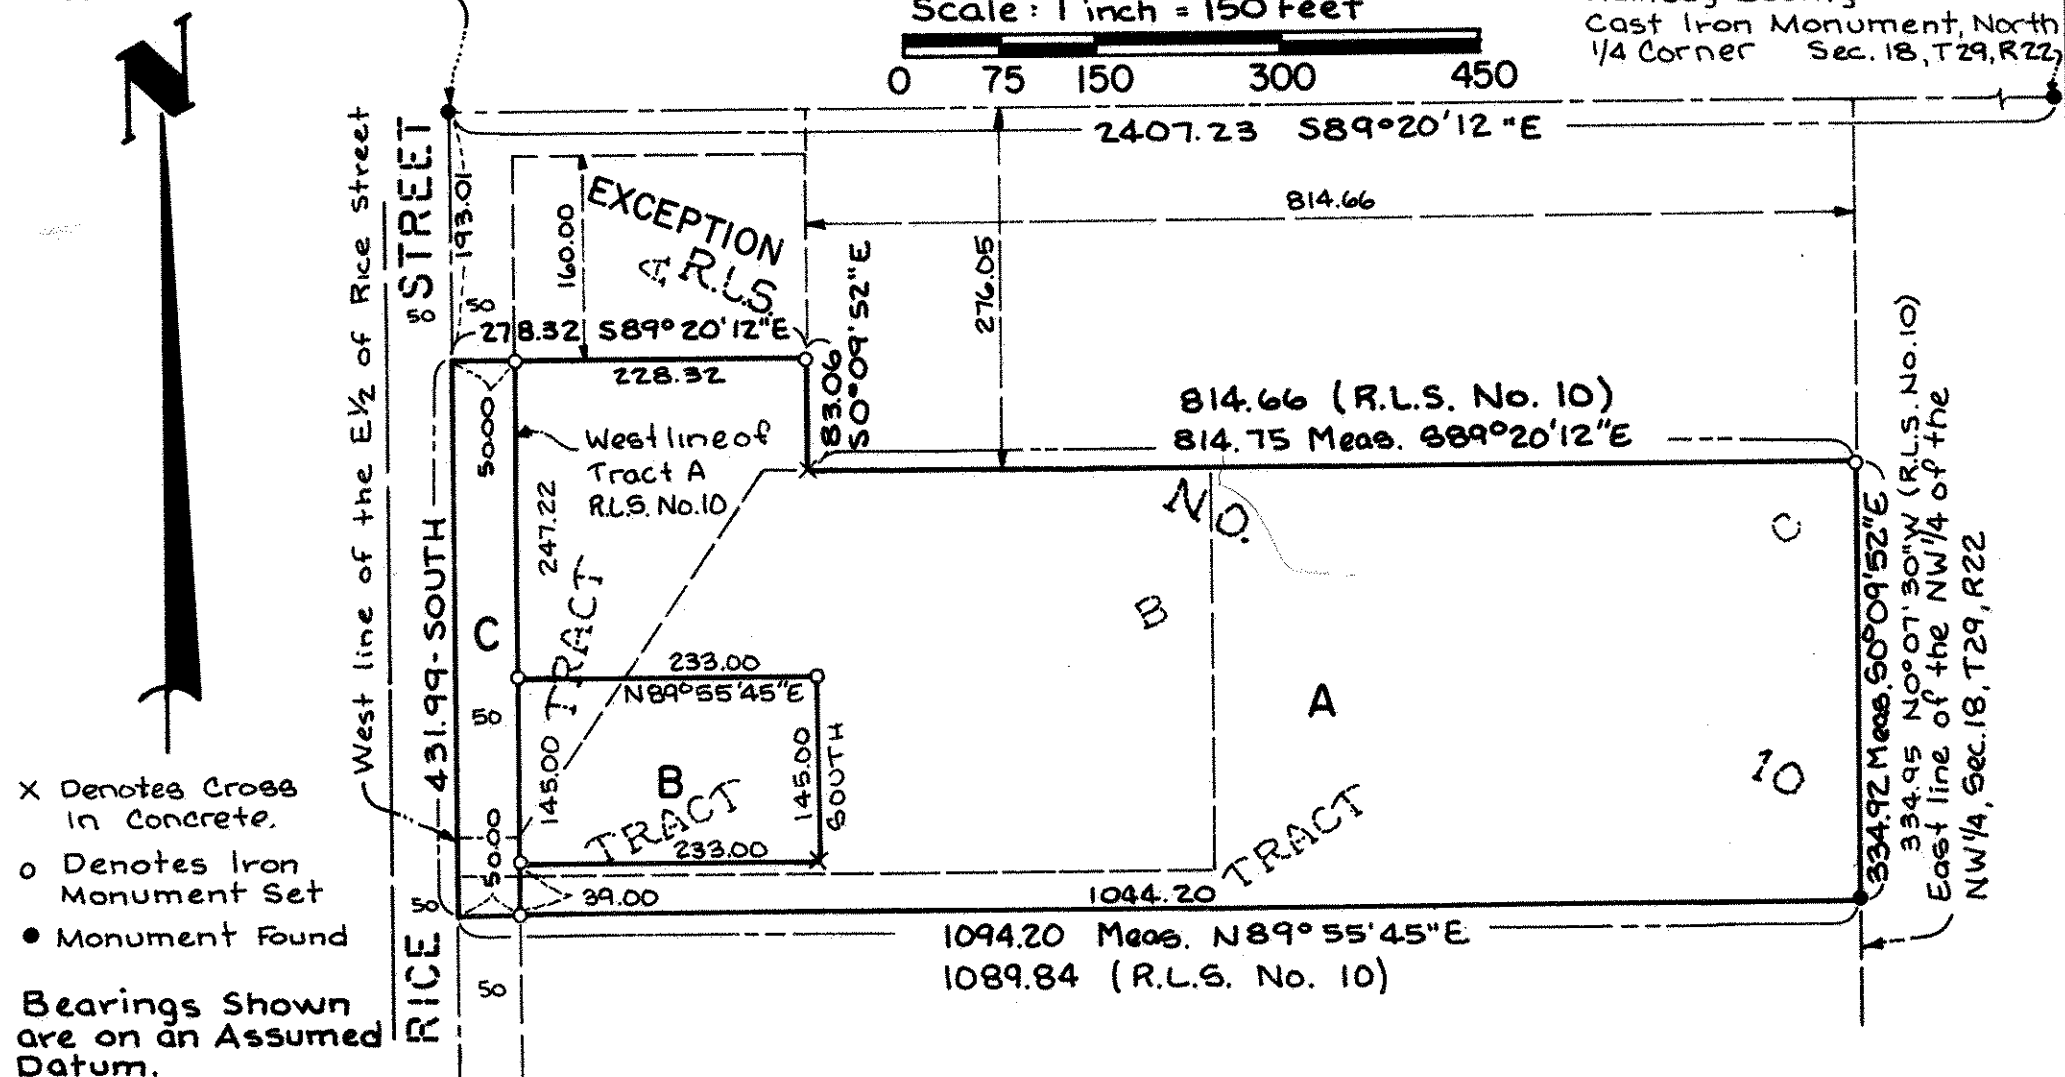 N
Scale: 1 inch = 150 Feet
0 75 150 300 450
Cast Iron Monument, North
1/4 Corner Sec. 18, T29, R22
2407.23 S89°20'12"E
814.66
276.05
193.01
160.00
EXCEPTION
R.L.S.
STREET
50
50
West line of the E½ of Rice street
278.32 S89°20'12"E
228.32
83.06
S0°09'52"E
814.66 (R.L.S. No. 10)
814.75 Meas. S89°20'12"E
50.00
West line of
Tract A
R.L.S. No.10
247.22
431.99-SOUTH
C
TRACT
NO.
C
B
A
10
TRACT
233.00
N89°55'45"E
50
145.00
145.00
SOUTH
B
TRACT
233.00
50.00
39.00
50
1044.20
1094.20 Meas. N89°55'45"E
1089.84 (R.L.S. No. 10)
RICE
50
334.92 Meas. S0°09'52"E
334.95 N0°07'30"W (R.L.S. No.10)
East line of the NW1/4 of the
NW1/4, Sec.18, T29, R22
x Denotes Cross
in Concrete.
o Denotes Iron
Monument Set
● Monument Found
Bearings Shown
are on an Assumed
Datum.